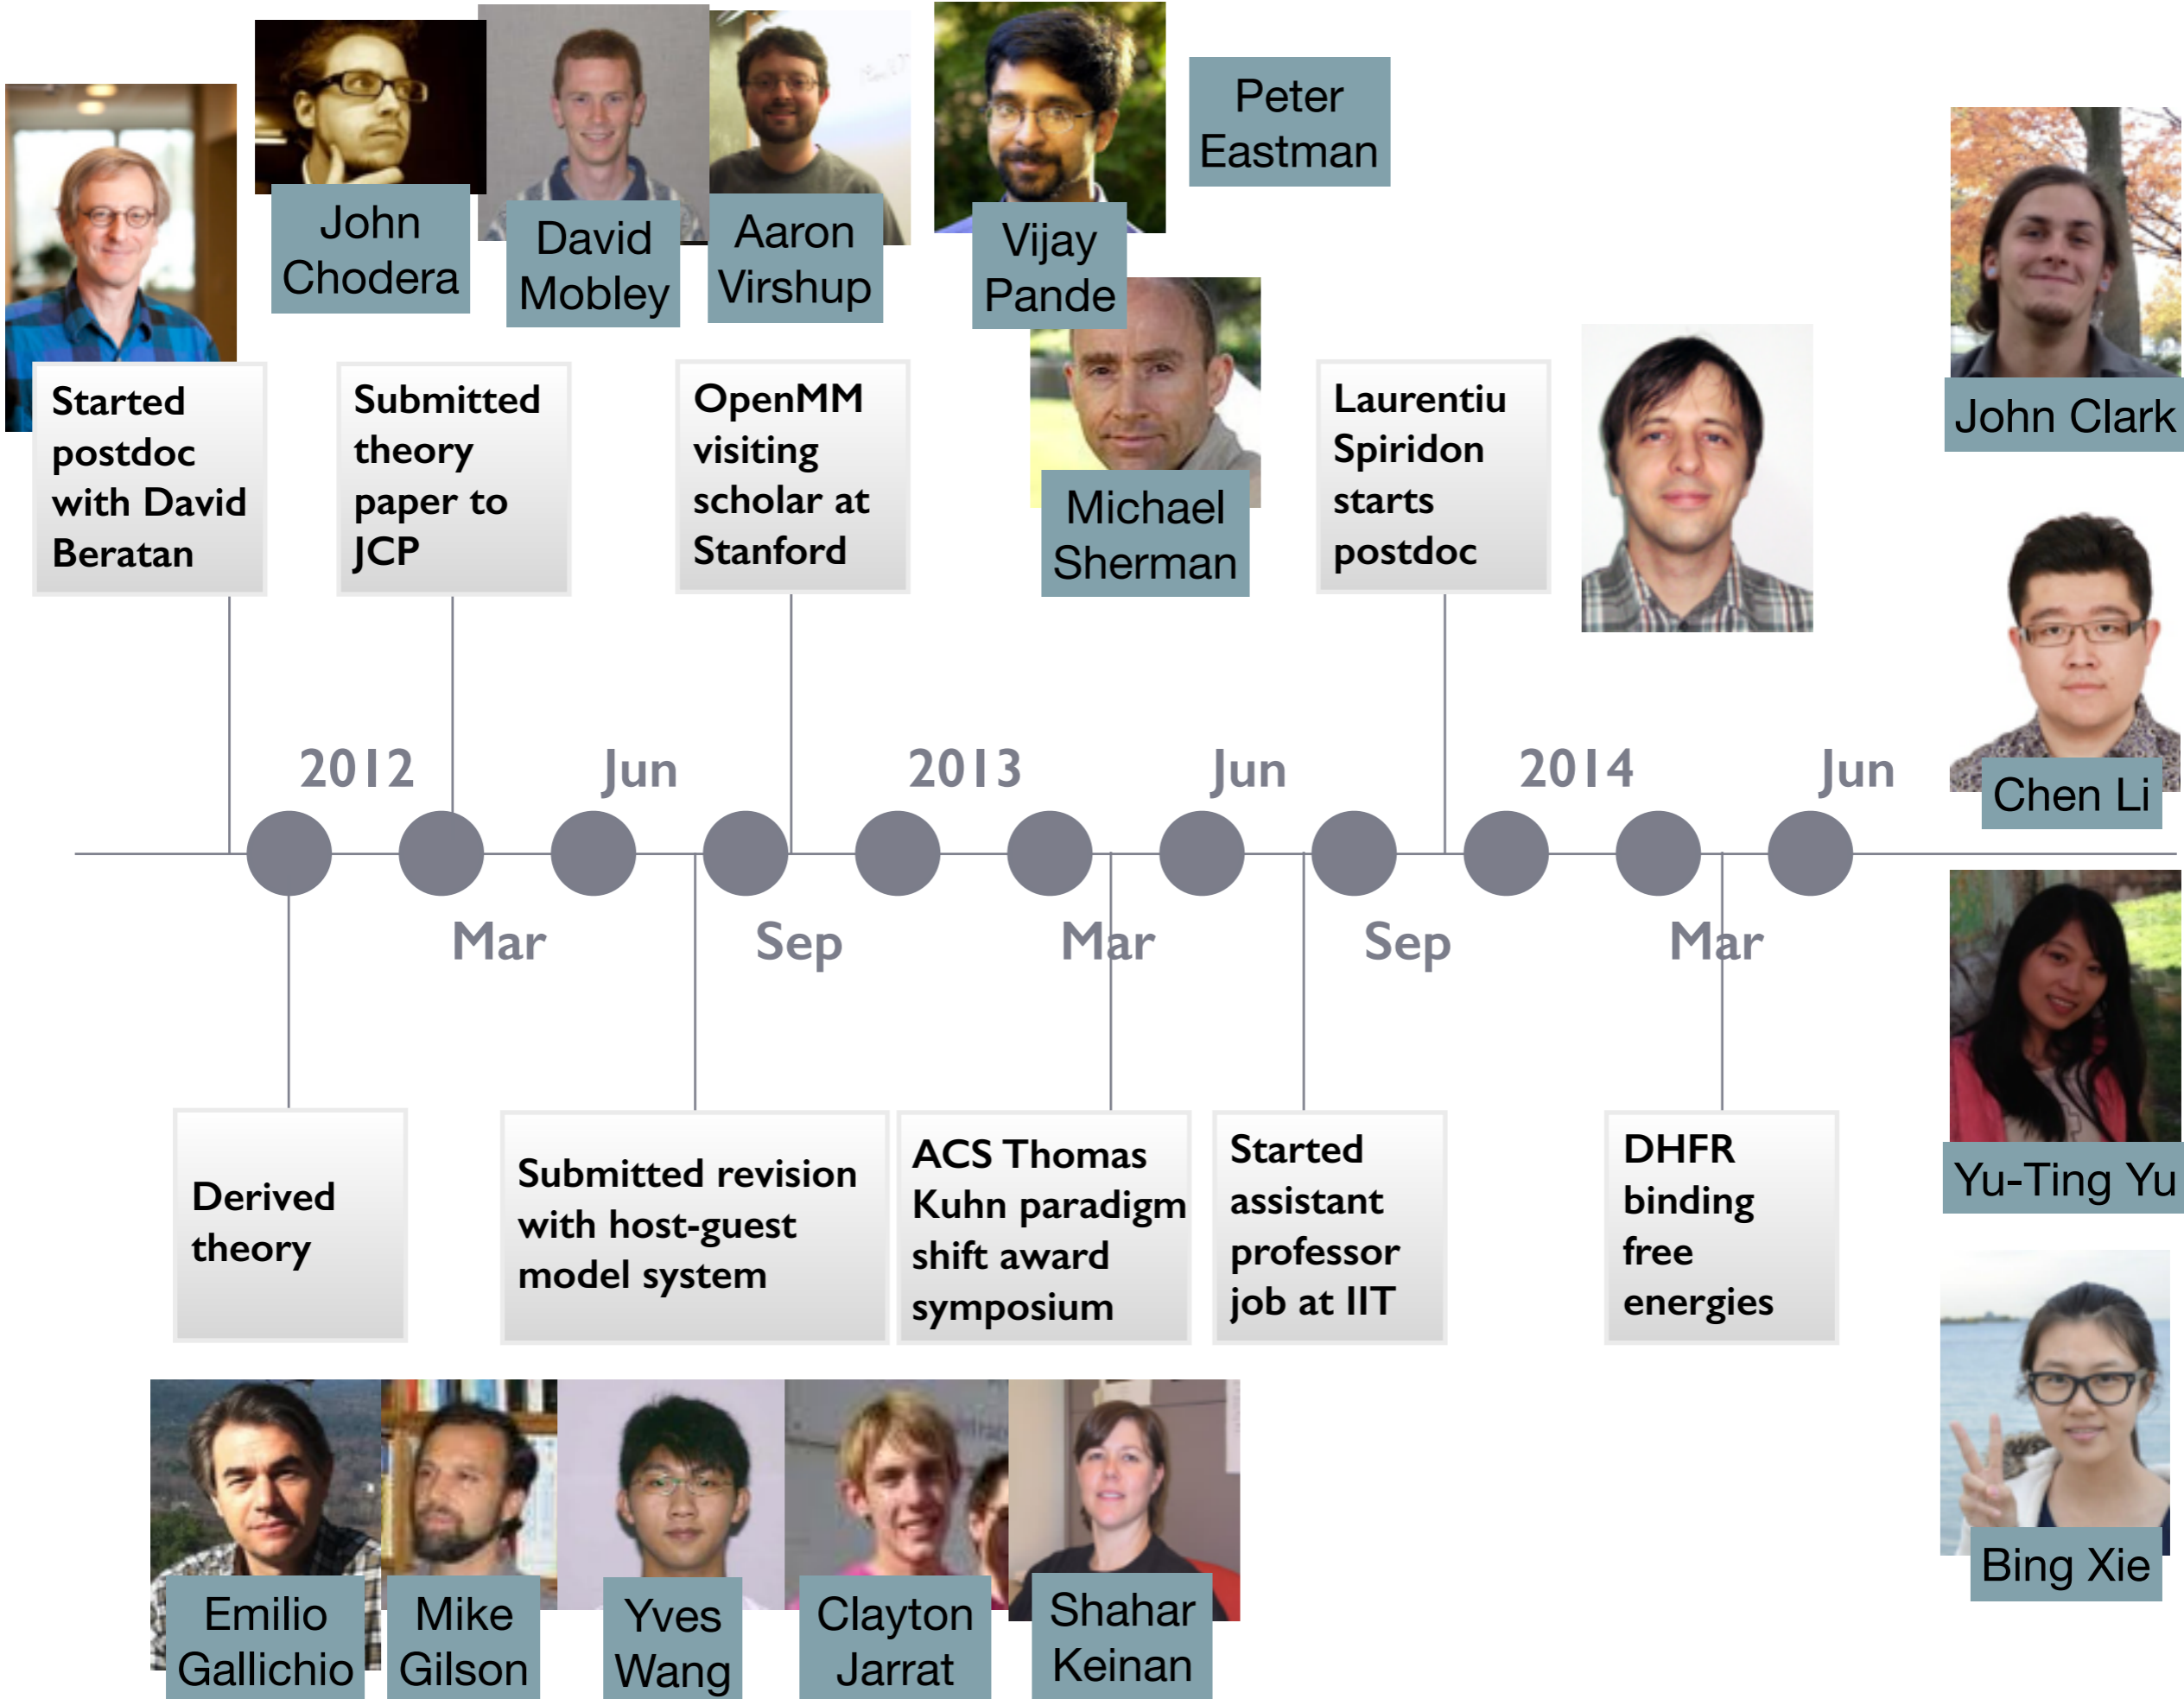 John
Chodera
David
Mobley
Aaron
Virshup
Vijay
Pande
Peter
Eastman
Michael
Sherman
John Clark
Started
postdoc
with David
Beratan
Submitted
theory
paper to
JCP
OpenMM
visiting
scholar at
Stanford
Laurentiu
Spiridon
starts
postdoc
Chen Li
2012
Jun
2013
Jun
2014
Jun
Mar
Sep
Mar
Sep
Mar
Yu-Ting Yu
Derived
theory
Submitted revision
with host-guest
model system
ACS Thomas
Kuhn paradigm
shift award
symposium
Started
assistant
professor
job at IIT
DHFR
binding
free
energies
Bing Xie
Emilio
Gallichio
Mike
Gilson
Yves
Wang
Clayton
Jarrat
Shahar
Keinan